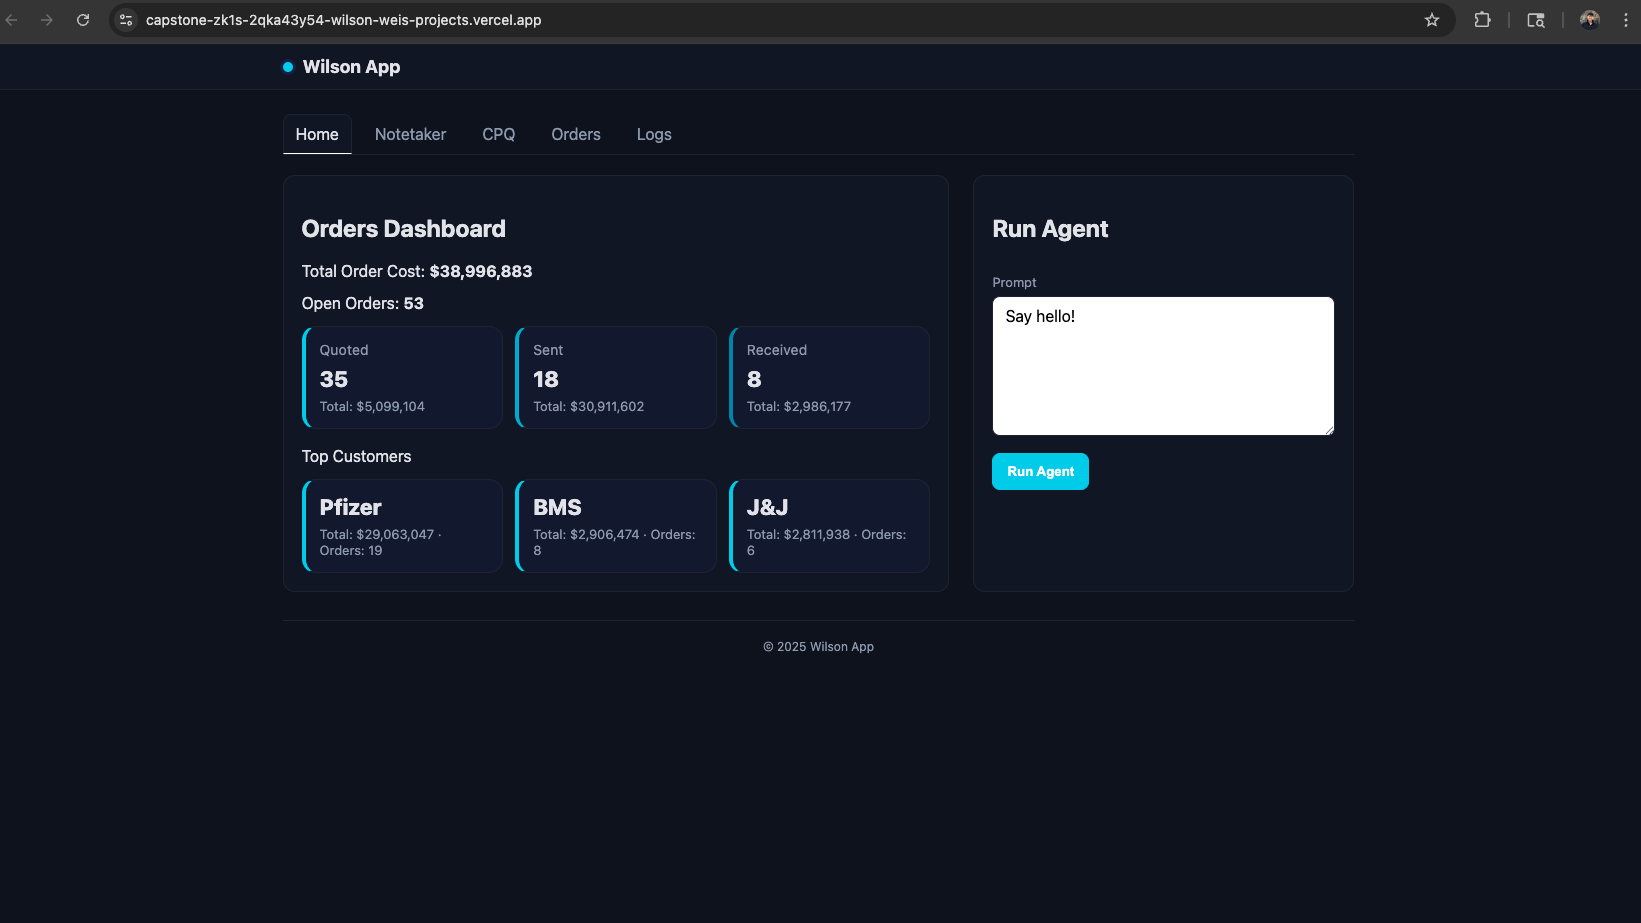 capstone-zk1s-2qka43y54-wilson-weis-projects.vercel.app
Wilson App
Home Notetaker CPQ Orders Logs
Orders Dashboard
Total Order Cost: $38,996,883
Open Orders: 53
Quoted
35
Total: $5,099,104
Sent
18
Total: $30,911,602
Received
8
Total: $2,986,177
Top Customers
Pfizer
Total: $29,063,047 ·
Orders: 19
BMS
Total: $2,906,474 · Orders:
8
J&J
Total: $2,811,938 · Orders:
6
Run Agent
Prompt
Say hello!
Run Agent
© 2025 Wilson App